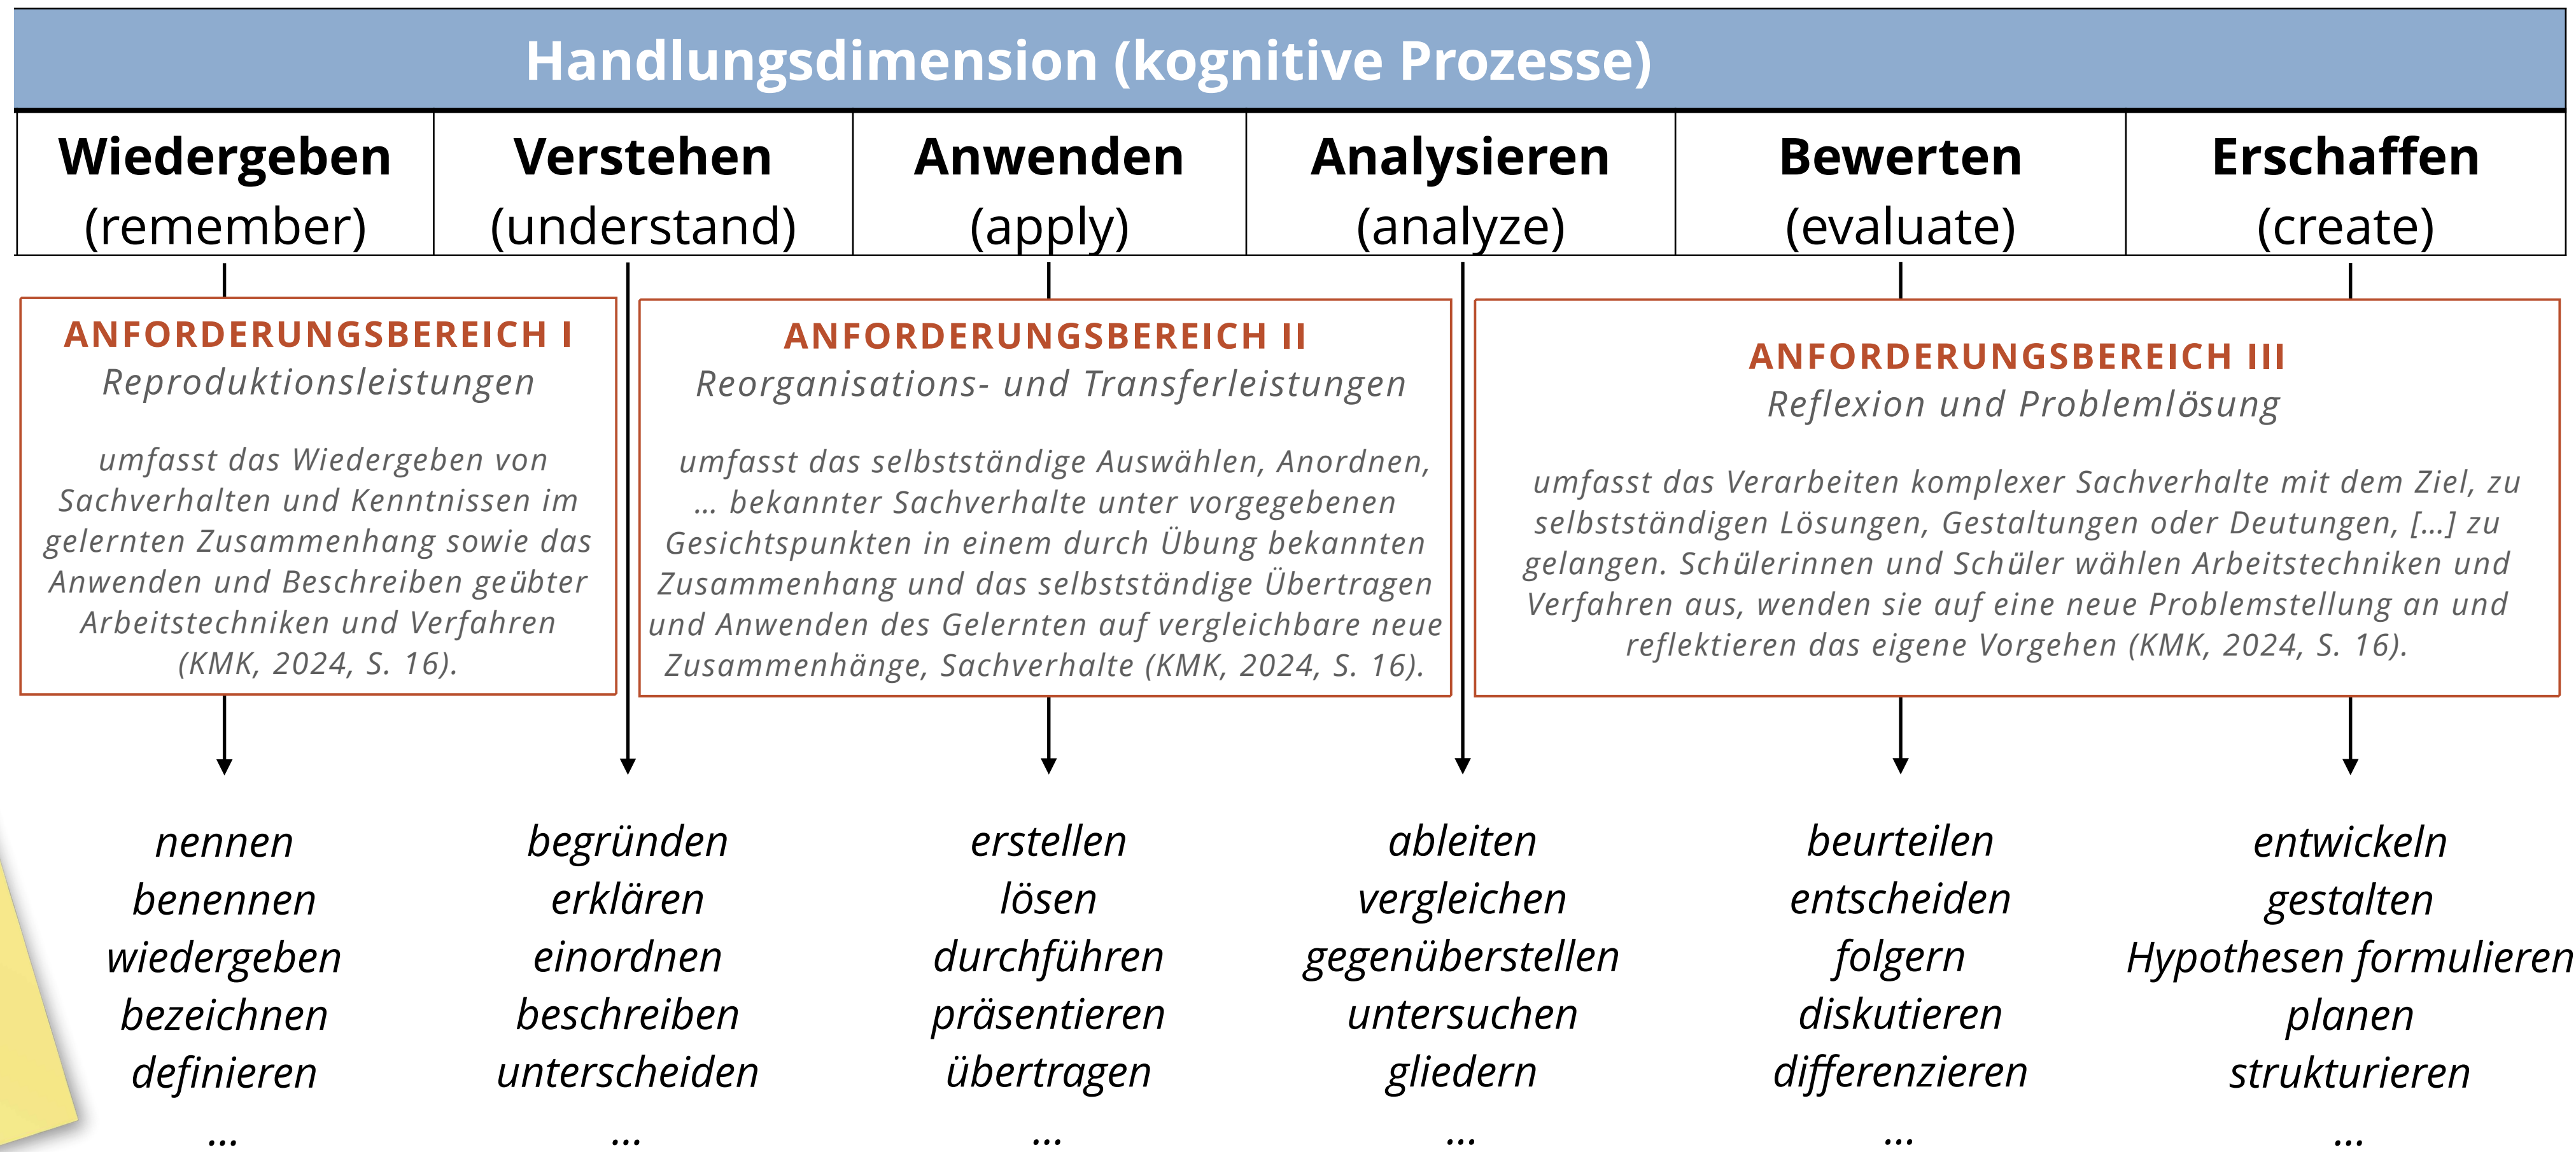 Handlungsdimension (kognitive Prozesse)
Wiedergeben
(remember)
Verstehen
(understand)
Anwenden
(apply)
Analysieren
(analyze)
Bewerten
(evaluate)
Erschaffen
(create)
ANFORDERUNGSBEREICH I
Reproduktionsleistungen
umfasst das Wiedergeben von
Sachverhalten und Kenntnissen im
gelernten Zusammenhang sowie das
Anwenden und Beschreiben geübter
Arbeitstechniken und Verfahren
(KMK, 2024, S. 16).
ANFORDERUNGSBEREICH II
Reorganisations- und Transferleistungen
umfasst das selbstständige Auswählen, Anordnen,
... bekannter Sachverhalte unter vorgegebenen
Gesichtspunkten in einem durch Übung bekannten
Zusammenhang und das selbstständige Übertragen
und Anwenden des Gelernten auf vergleichbare neue
Zusammenhänge, Sachverhalte (KMK, 2024, S. 16).
ANFORDERUNGSBEREICH III
Reflexion und Problemlösung
umfasst das Verarbeiten komplexer Sachverhalte mit dem Ziel, zu
selbstständigen Lösungen, Gestaltungen oder Deutungen, [...] zu
gelangen. Schülerinnen und Schüler wählen Arbeitstechniken und
Verfahren aus, wenden sie auf eine neue Problemstellung an und
reflektieren das eigene Vorgehen (KMK, 2024, S. 16).
nennen
benennen
wiedergeben
bezeichnen
definieren
...
begründen
erklären
einordnen
beschreiben
unterscheiden
...
erstellen
lösen
durchführen
präsentieren
übertragen
...
ableiten
vergleichen
gegenüberstellen
untersuchen
gliedern
...
beurteilen
entscheiden
folgern
diskutieren
differenzieren
...
entwickeln
gestalten
Hypothesen formulieren
planen
strukturieren
...